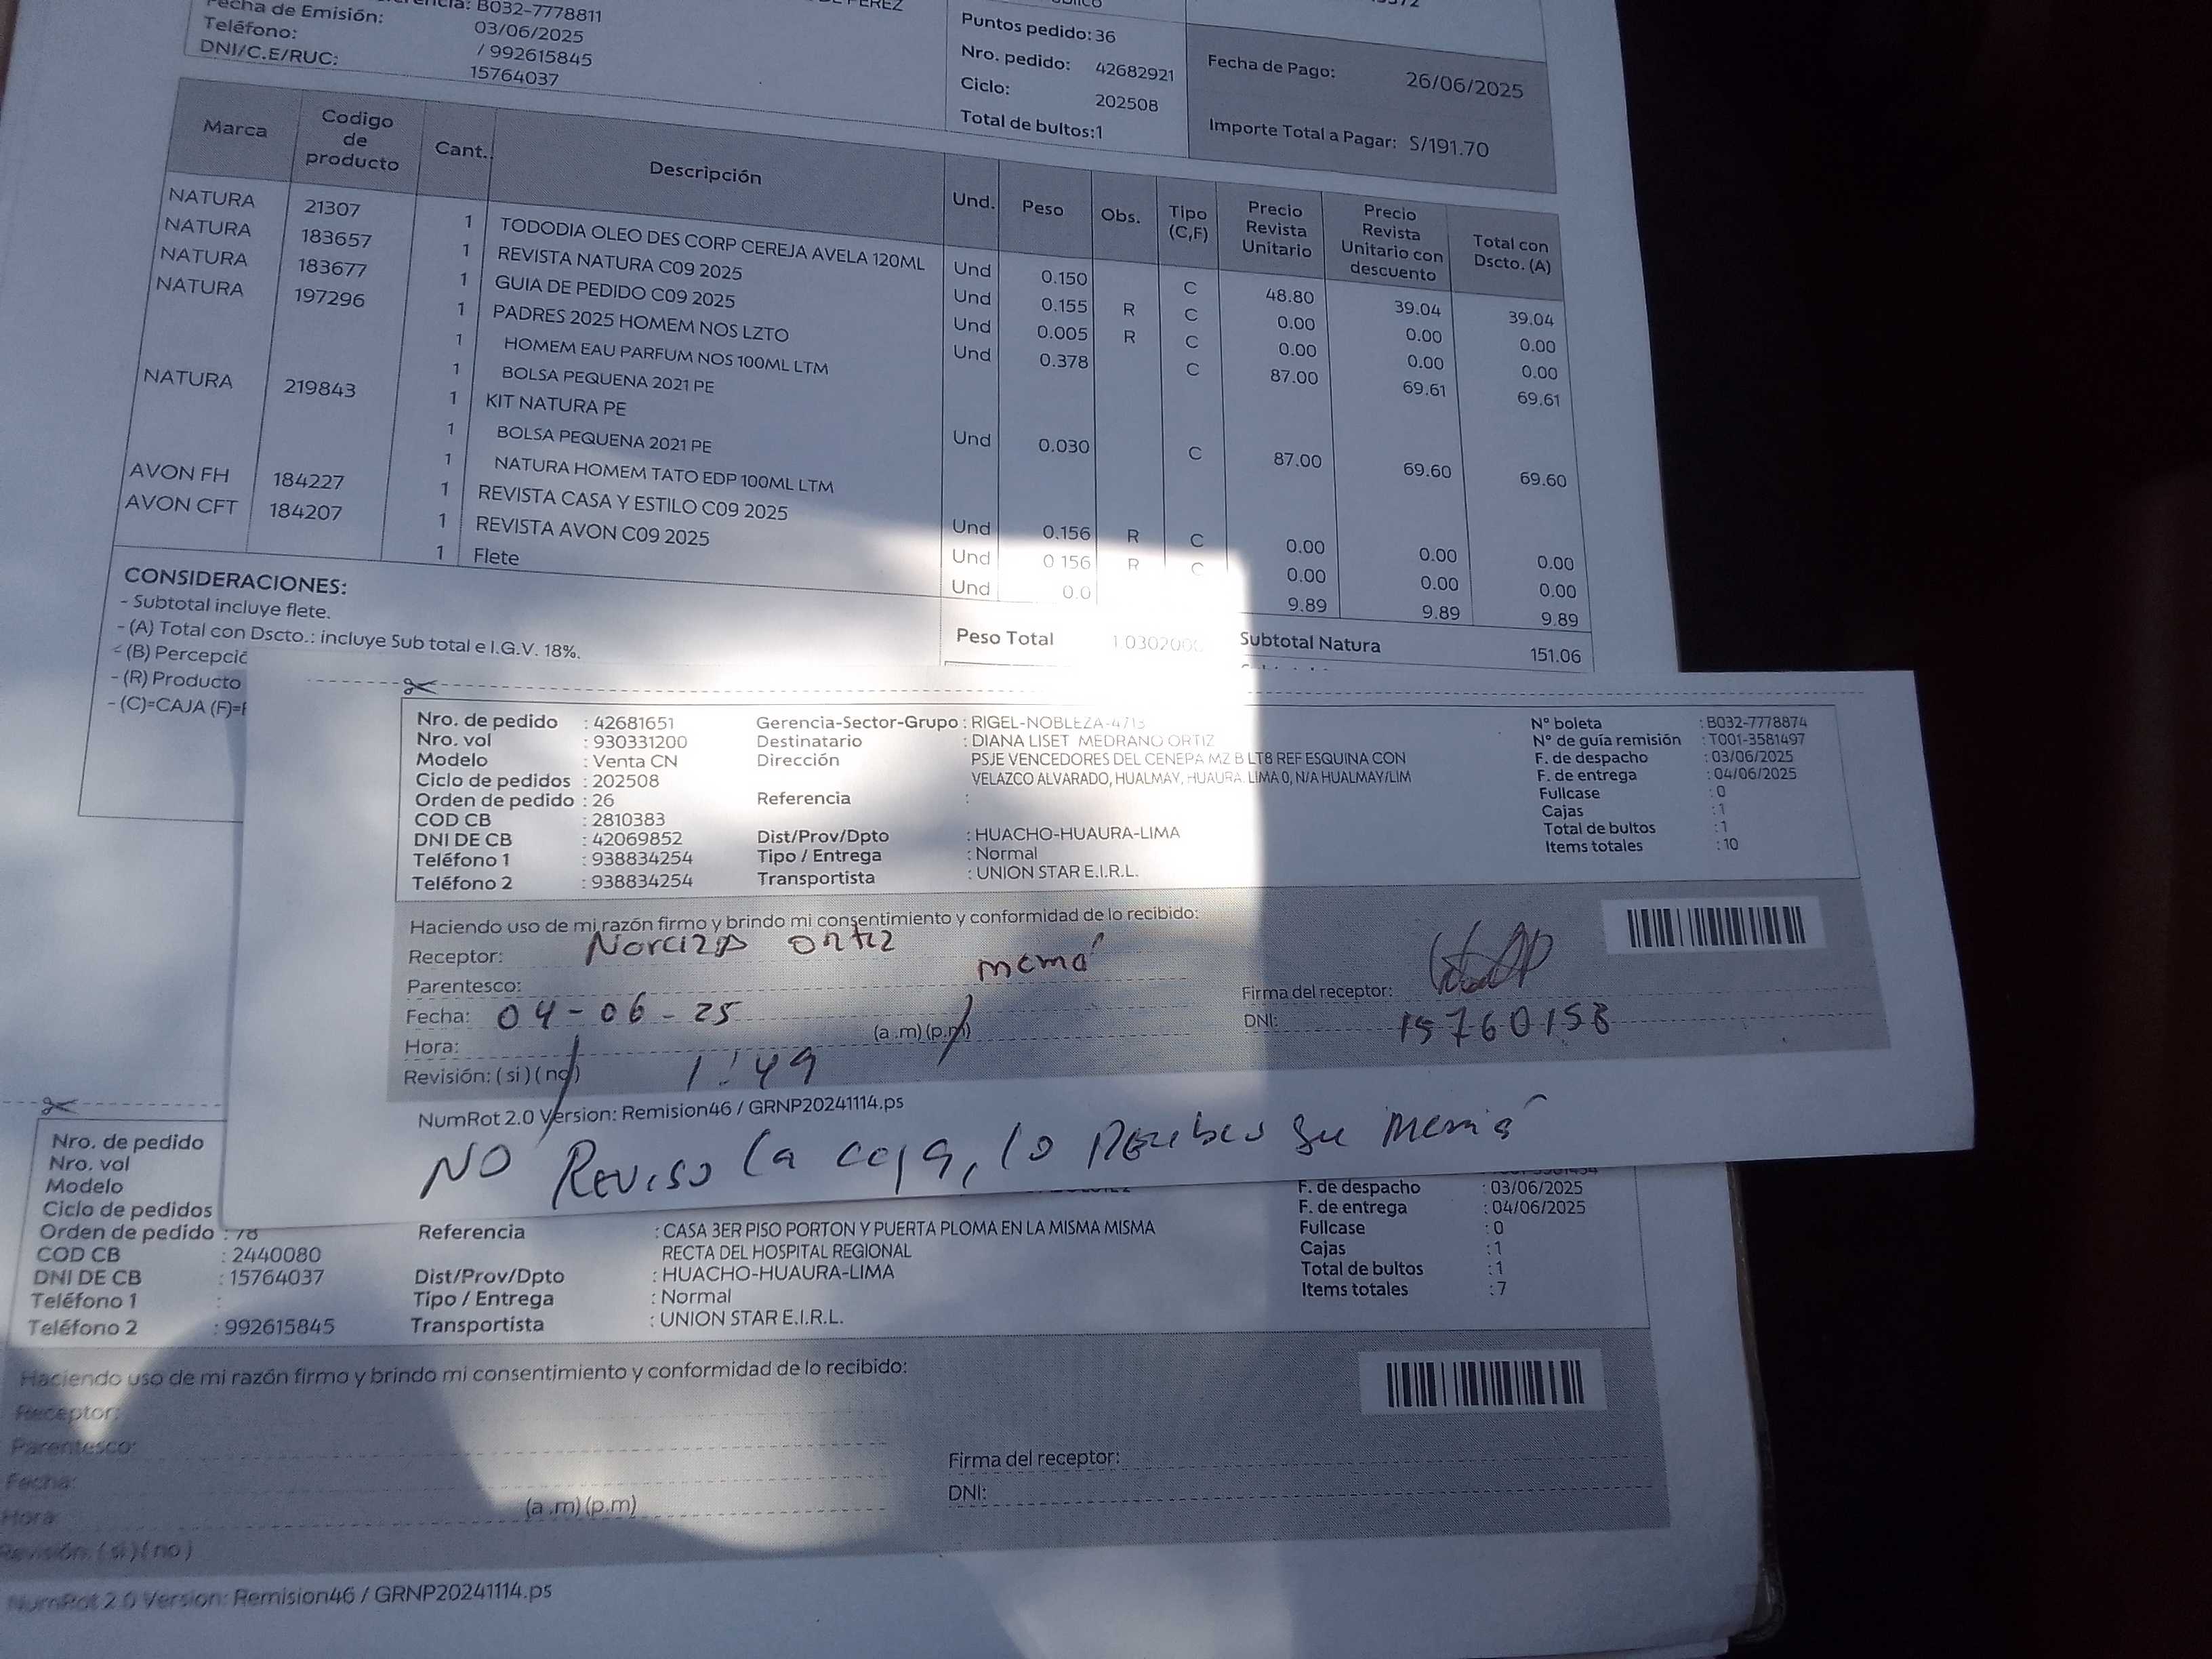 PEREZ
B032-7778811
Fecha de Emisión: 03/06/2025
Teléfono: / 992615845
DNI/C.E/RUC: 15764037
Puntos pedido: 36
Nro. pedido: 42682921
Ciclo: 202508
Total de bultos:1
Fecha de Pago: 26/06/2025
Importe Total a Pagar: S/191.70
Marca Codigo de producto Cant. Descripción Und. Peso Obs. Tipo (C,F) Precio Revista Unitario Precio Revista Unitario con descuento Total con Dscto. (A)
NATURA 21307 1 TODODIA OLEO DES CORP CEREJA AVELA 120ML Und 0.150 C 48.80 39.04 39.04
NATURA 183657 1 REVISTA NATURA C09 2025 Und 0.155 R C 0.00 0.00 0.00
NATURA 183677 1 GUIA DE PEDIDO C09 2025 Und 0.005 R C 0.00 0.00 0.00
NATURA 197296 1 PADRES 2025 HOMEM NOS LZTO Und 0.378 C 87.00 69.61 69.61
1 HOMEM EAU PARFUM NOS 100ML LTM
1 BOLSA PEQUENA 2021 PE
NATURA 219843 1 KIT NATURA PE Und 0.030 C 87.00 69.60 69.60
1 BOLSA PEQUENA 2021 PE
1 NATURA HOMEM TATO EDP 100ML LTM
AVON FH 184227 1 REVISTA CASA Y ESTILO C09 2025 Und 0.156 R C 0.00 0.00 0.00
AVON CFT 184207 1 REVISTA AVON C09 2025 Und 0.156 R C 0.00 0.00 0.00
1 Flete Und 0.0 9.89 9.89 9.89
CONSIDERACIONES:
- Subtotal incluye flete.
- (A) Total con Dscto.: incluye Sub total e I.G.V. 18%.
- (B) Percepció
- (R) Producto
- (C)=CAJA (F)=F
Peso Total Subtotal Natura 151.06
Nro. de pedido : 42681651 Gerencia-Sector-Grupo : RIGEL-NOBLEZA-4713 N° boleta : B032-7778874
Nro. vol : 930331200 Destinatario : DIANA LISET MEDRANO ORTIZ N° de guía remisión : T001-3581497
Modelo : Venta CN Dirección PSJE VENCEDORES DEL CENEPA MZ B LT8 REF ESQUINA CON F. de despacho : 03/06/2025
Ciclo de pedidos : 202508 VELAZCO ALVARADO, HUALMAY, HUAURA. LIMA 0, N/A HUALMAY/LIM F. de entrega : 04/06/2025
Orden de pedido : 26 Referencia : Fullcase : 0
COD CB : 2810383 Cajas : 1
DNI DE CB : 42069852 Dist/Prov/Dpto : HUACHO-HUAURA-LIMA Total de bultos : 1
Teléfono 1 : 938834254 Tipo / Entrega : Normal Items totales : 10
Teléfono 2 : 938834254 Transportista : UNION STAR E.I.R.L.
Haciendo uso de mi razón firmo y brindo mi consentimiento y conformidad de lo recibido:
Receptor: Narciza Ortiz
Parentesco: mamá
Firma del receptor:
Fecha: 04-06-25
DNI: 15760158
Hora: 1:49 (a .m) (p.m)
Revisión: ( si ) ( no )
NumRot 2.0 Version: Remision46 / GRNP20241114.ps
NO REVISO la caja, lo Recibio su mamá
Nro. de pedido
Nro. vol
Modelo
F. de despacho : 03/06/2025
Ciclo de pedidos F. de entrega : 04/06/2025
Orden de pedido : 78 Referencia : CASA 3ER PISO PORTON Y PUERTA PLOMA EN LA MISMA MISMA Fullcase : 0
COD CB : 2440080 RECTA DEL HOSPITAL REGIONAL Cajas : 1
DNI DE CB : 15764037 Dist/Prov/Dpto : HUACHO-HUAURA-LIMA Total de bultos : 1
Teléfono 1 : Tipo / Entrega : Normal Items totales : 7
Teléfono 2 : 992615845 Transportista : UNION STAR E.I.R.L.
Haciendo uso de mi razón firmo y brindo mi consentimiento y conformidad de lo recibido:
Receptor:
Parentesco:
Firma del receptor:
Fecha:
DNI:
Hora: (a .m) (p.m)
Revisión: ( si ) ( no )
NumRot 2.0 Version: Remision46 / GRNP20241114.ps